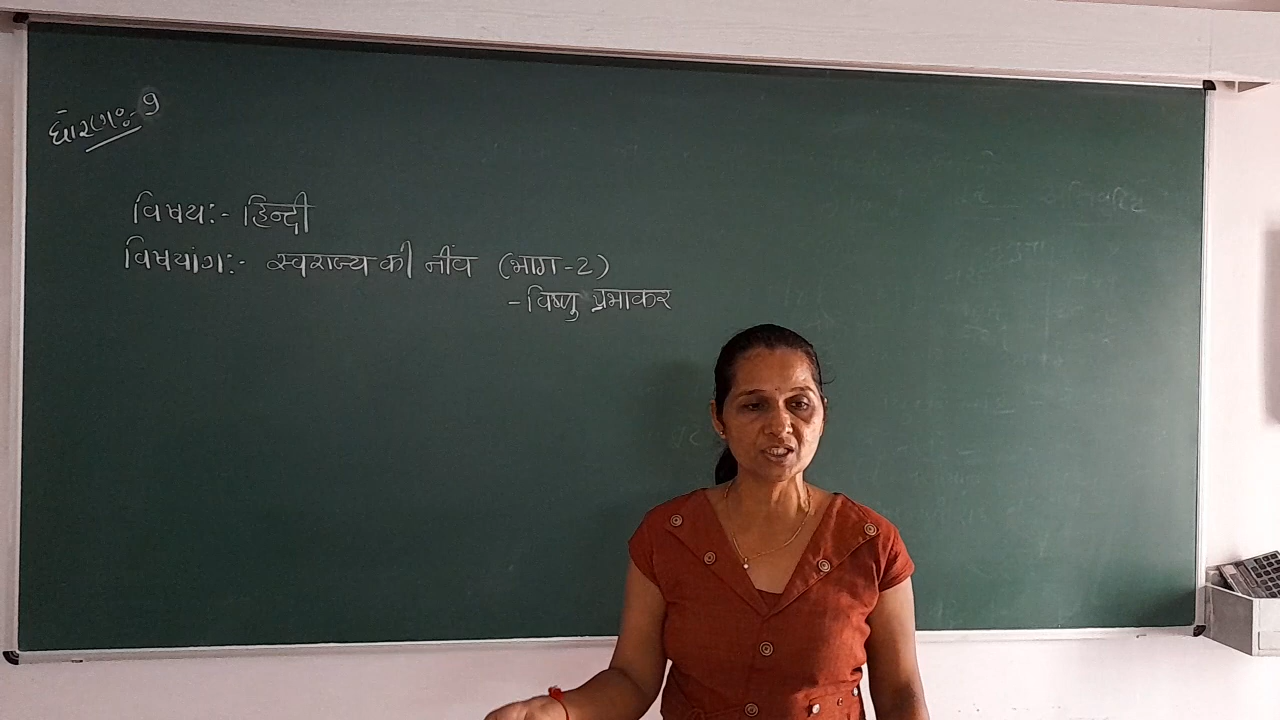 ધોરણઃ- 9
विषय:- हिन्दी
विषयांग:- स्वराज्य की नींव (भाग-2)
- विष्णु प्रभाकर